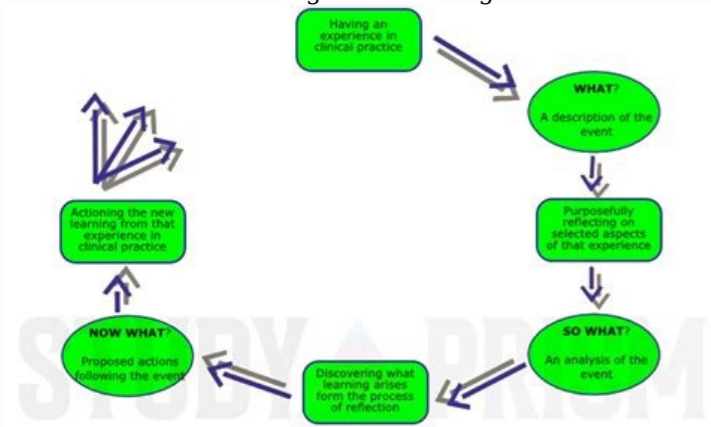 Having an
experience in
clinical practice
WHAT?
A description of the
event
Purposefully
reflecting on
selected aspects
of that experience
SO WHAT?
An analysis of the
event
Discovering what
learning arises
form the process
of reflection
NOW WHAT?
Proposed actions
following the event
Actioning the new
learning from that
experience in
clinical practice
STUDY PRISM